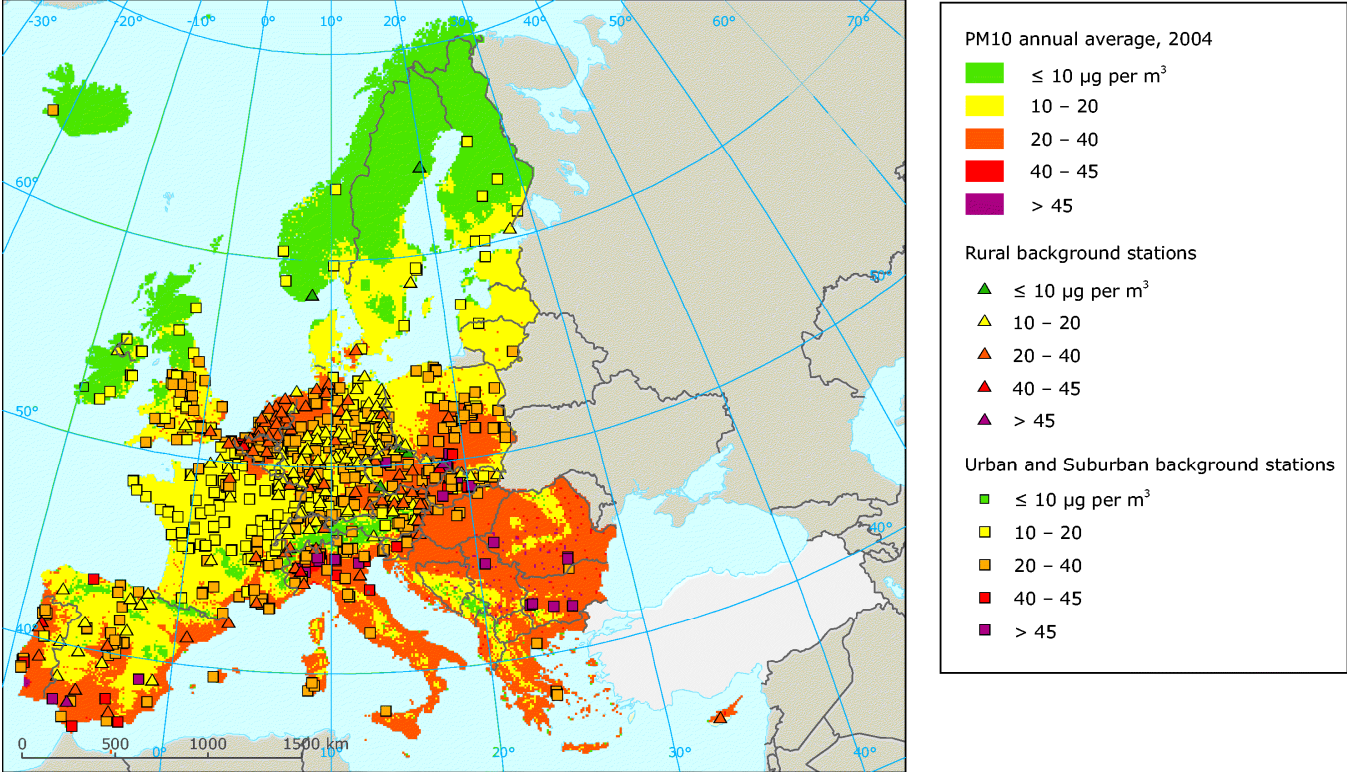 -30° -20° -10° 0° 10° 20° 30° 50° 60° 70°
60°
50°
50°
40°
40°
0 500 1000 1500 km
0° 10° 20° 30° 40°
PM10 annual average, 2004
≤ 10 µg per m³
10 – 20
20 – 40
40 – 45
> 45
Rural background stations
≤ 10 µg per m³
10 – 20
20 – 40
40 – 45
> 45
Urban and Suburban background stations
≤ 10 µg per m³
10 – 20
20 – 40
40 – 45
> 45